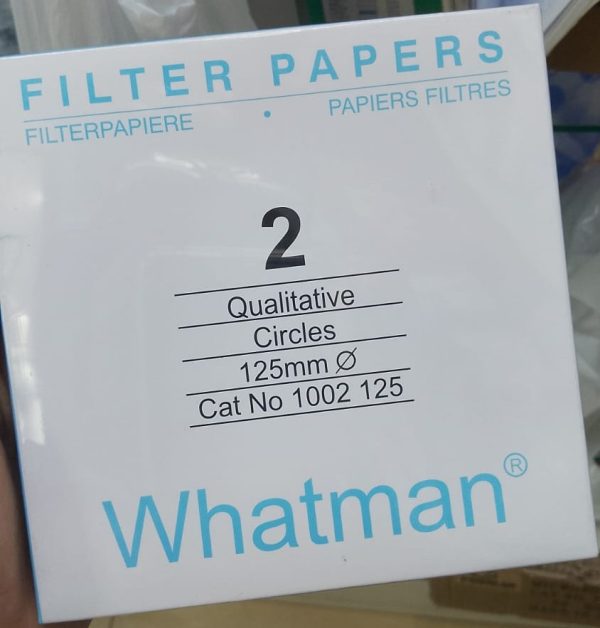 FILTER PAPERS
FILTERPAPIERE • PAPIERS FILTRES
2
Qualitative
Circles
125mm Ø
Cat No 1002 125
Whatman®